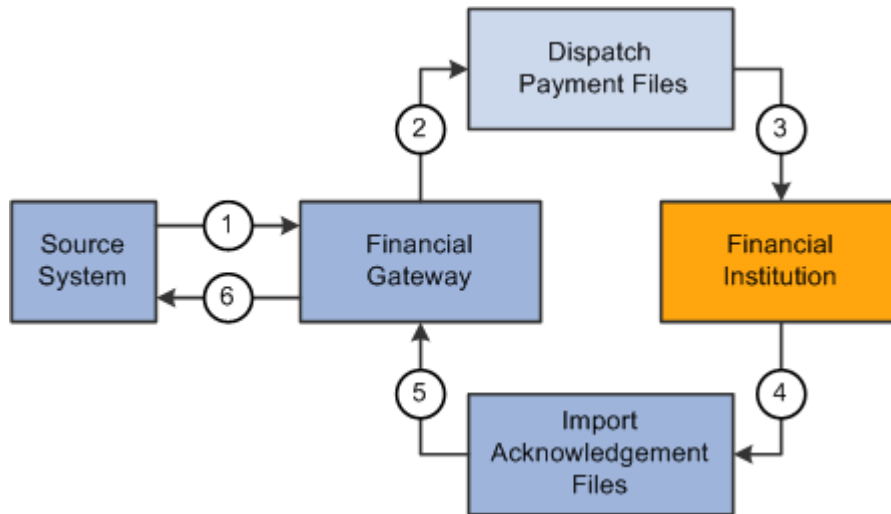 Dispatch
Payment Files
2
3
Source
System
1
6
Financial
Gateway
Financial
Institution
5
4
Import
Acknowledgement
Files